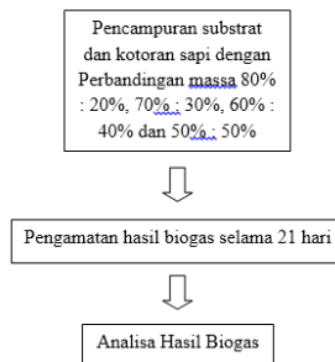 Pencampuran substrat
dan kotoran sapi dengan
Perbandingan massa 80%
: 20%, 70% : 30%, 60% :
40% dan 50% : 50%
Pengamatan hasil biogas selama 21 hari
Analisa Hasil Biogas